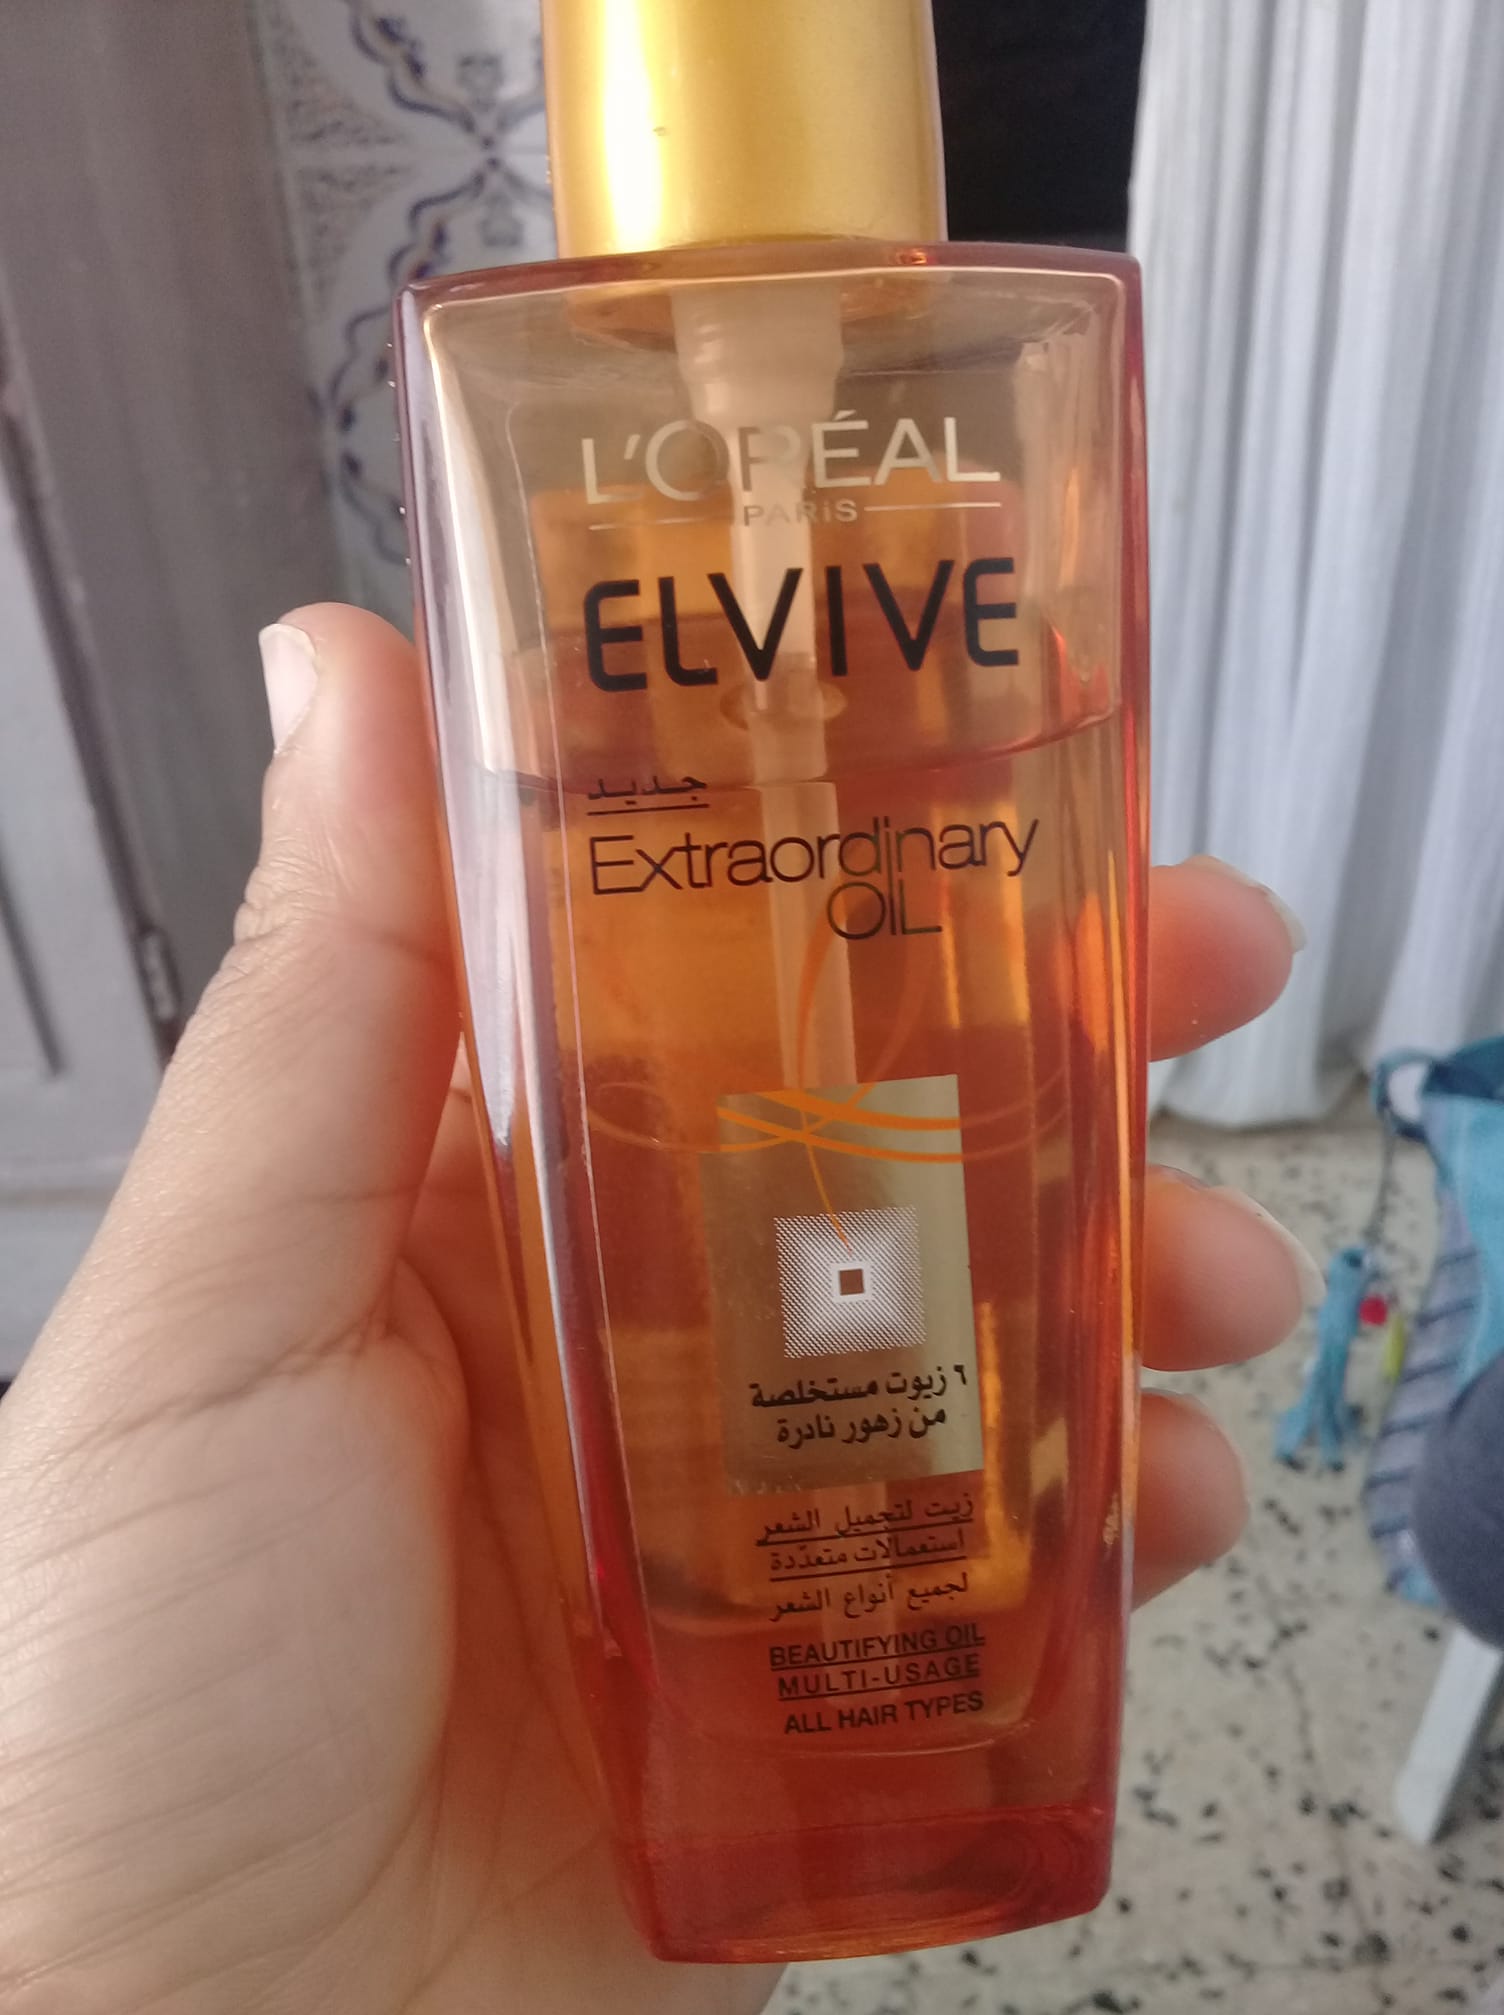 L'ORÉAL
PARiS
ELVIVE
جديد
Extraordinary
OIL
٦ زيوت مستخلصة
من زهور نادرة
زيت لتجميل الشعر
استعمالات متعدّدة
لجميع أنواع الشعر
BEAUTIFYING OIL
MULTI-USAGE
ALL HAIR TYPES